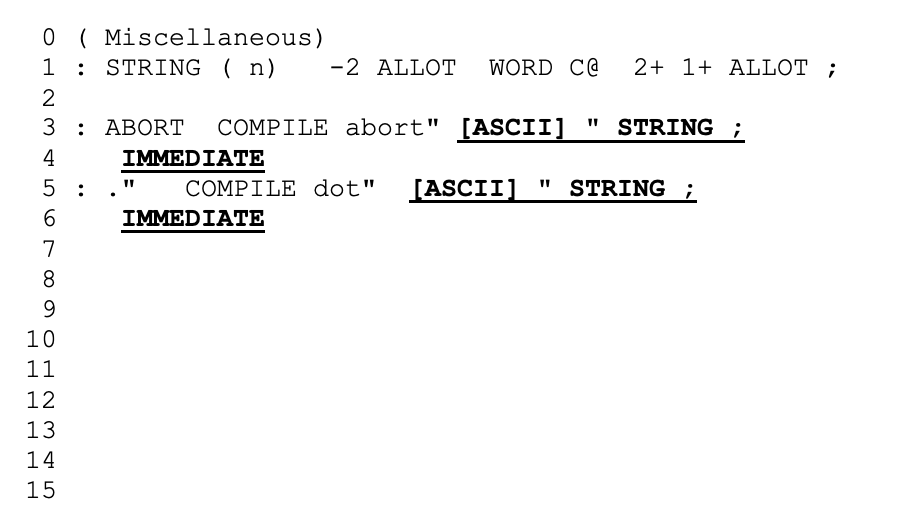 0 ( Miscellaneous)
1 : STRING ( n)   -2 ALLOT  WORD C@  2+ 1+ ALLOT ;
2
3 : ABORT  COMPILE abort" [ASCII] " STRING ;
4    IMMEDIATE
5 : ."   COMPILE dot"  [ASCII] " STRING ;
6    IMMEDIATE
7
8
9
10
11
12
13
14
15